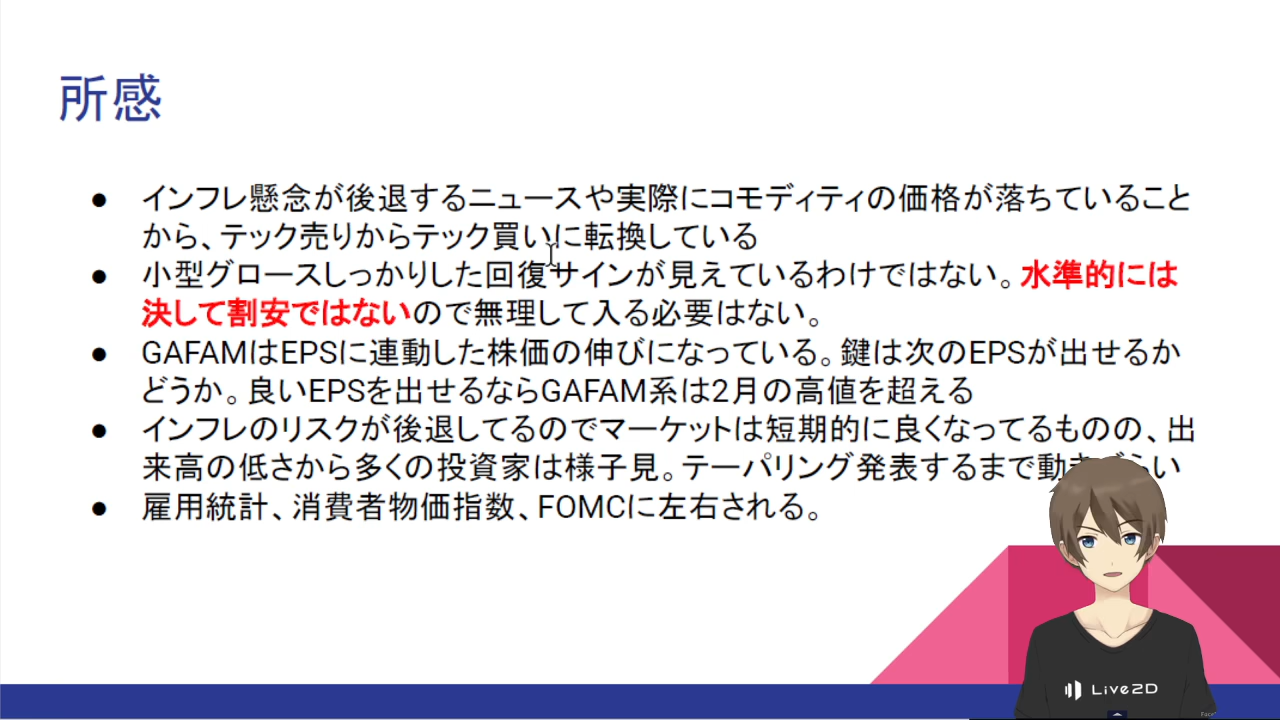 所感
● インフレ懸念が後退するニュースや実際にコモディティの価格が落ちていること
から、テック売りからテック買いに転換している
● 小型グロースしっかりした回復サインが見えているわけではない。水準的には
決して割安ではないので無理して入る必要はない。
● GAFAMはEPSに連動した株価の伸びになっている。鍵は次のEPSが出せるか
どうか。良いEPSを出せるならGAFAM系は2月の高値を超える
● インフレのリスクが後退してるのでマーケットは短期的に良くなってるものの、出
来高の低さから多くの投資家は様子見。テーパリング発表するまで動きづらい
● 雇用統計、消費者物価指数、FOMCに左右される。
Live2D